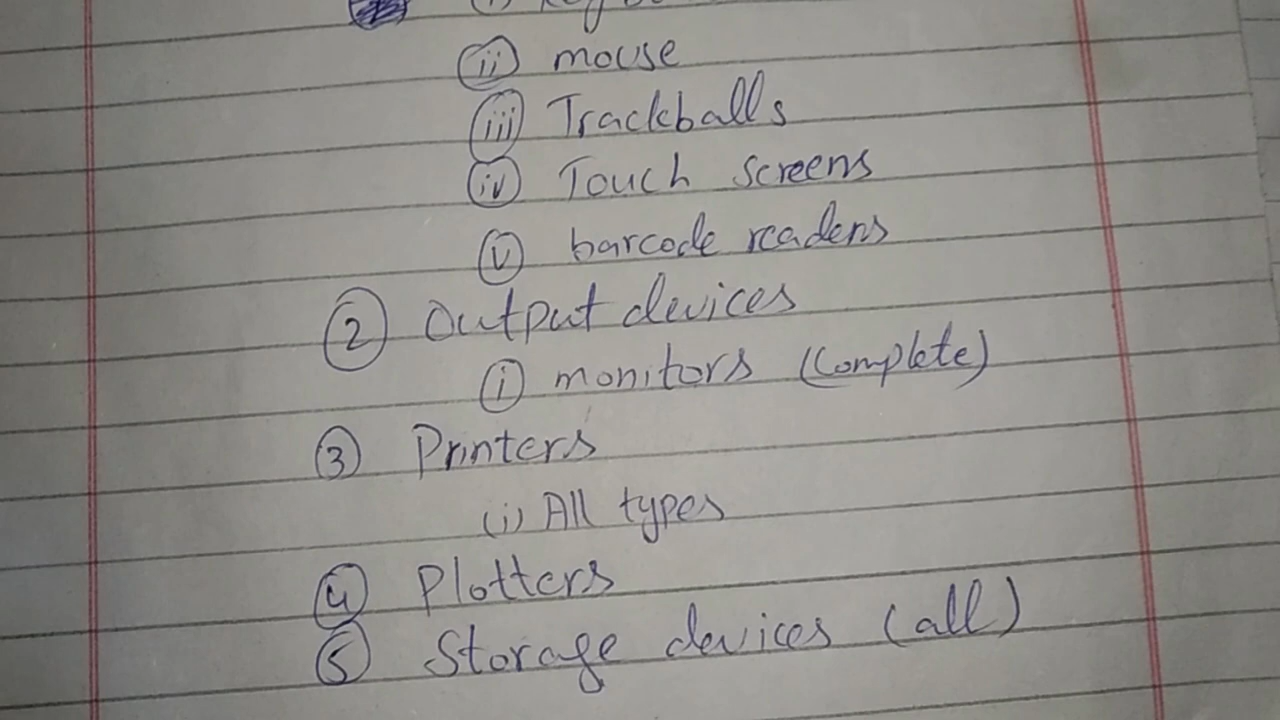 (ii) mouse
(iii) Trackballs
(iv) Touch screens
(v) barcode readers
(2) Output devices
(i) monitors (Complete)
(3) Printers
(i) All types
(4) Plotters
(5) Storage devices (all)